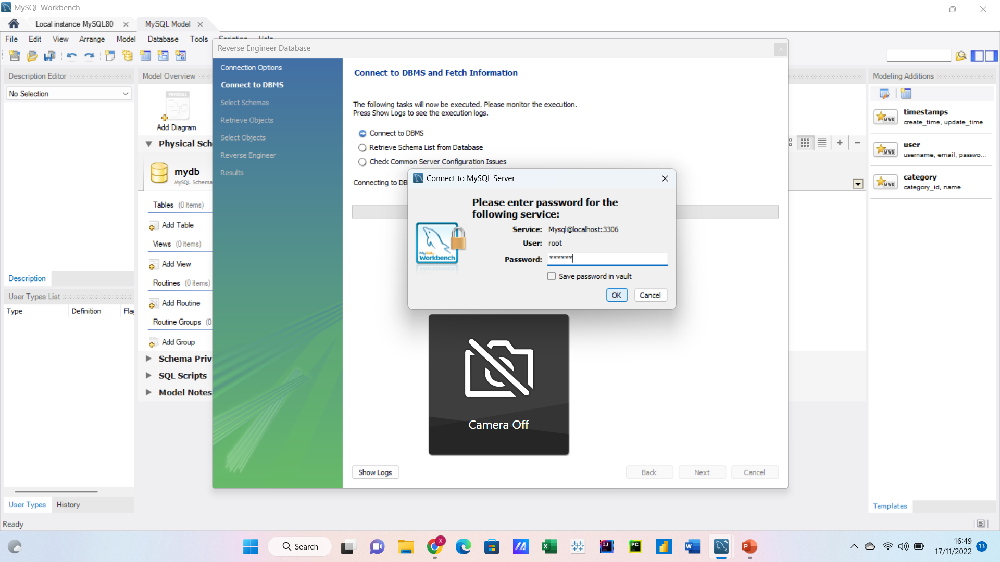 MySQL Workbench
Local instance MySQL80
MySQL Model
File Edit View Arrange Model Database Tools
Reverse Engineer Database
Description Editor
No Selection
Description
User Types List
Type Definition Fla
User Types History
Ready
Model Overview
PHYSICAL
Add Diagram
Physical Sch
mydb
MySQL Schema
Tables (0 items)
Add Table
Views (0 items)
Add View
Routines (0 items)
Add Routine
Routine Groups (0
Add Group
Schema Priv
SQL Scripts
Model Notes
Connection Options
Connect to DBMS
Select Schemas
Retrieve Objects
Select Objects
Reverse Engineer
Results
Connect to DBMS and Fetch Information
The following tasks will now be executed. Please monitor the execution.
Press Show Logs to see the execution logs.
Connect to DBMS
Retrieve Schema List from Database
Check Common Server Configuration Issues
Connecting to DB
Connect to MySQL Server
Please enter password for the
following service:
Service: Mysql@localhost:3306
User: root
Password: ******
Save password in vault
OK Cancel
MySQL
Workbench
Camera Off
Show Logs
Back Next Cancel
Modeling Additions
MWB
timestamps
create_time, update_time
MWB
user
username, email, passwo...
MWB
category
category_id, name
Templates
Search
X
IJ
PC
W
P
16:49
17/11/2022
13